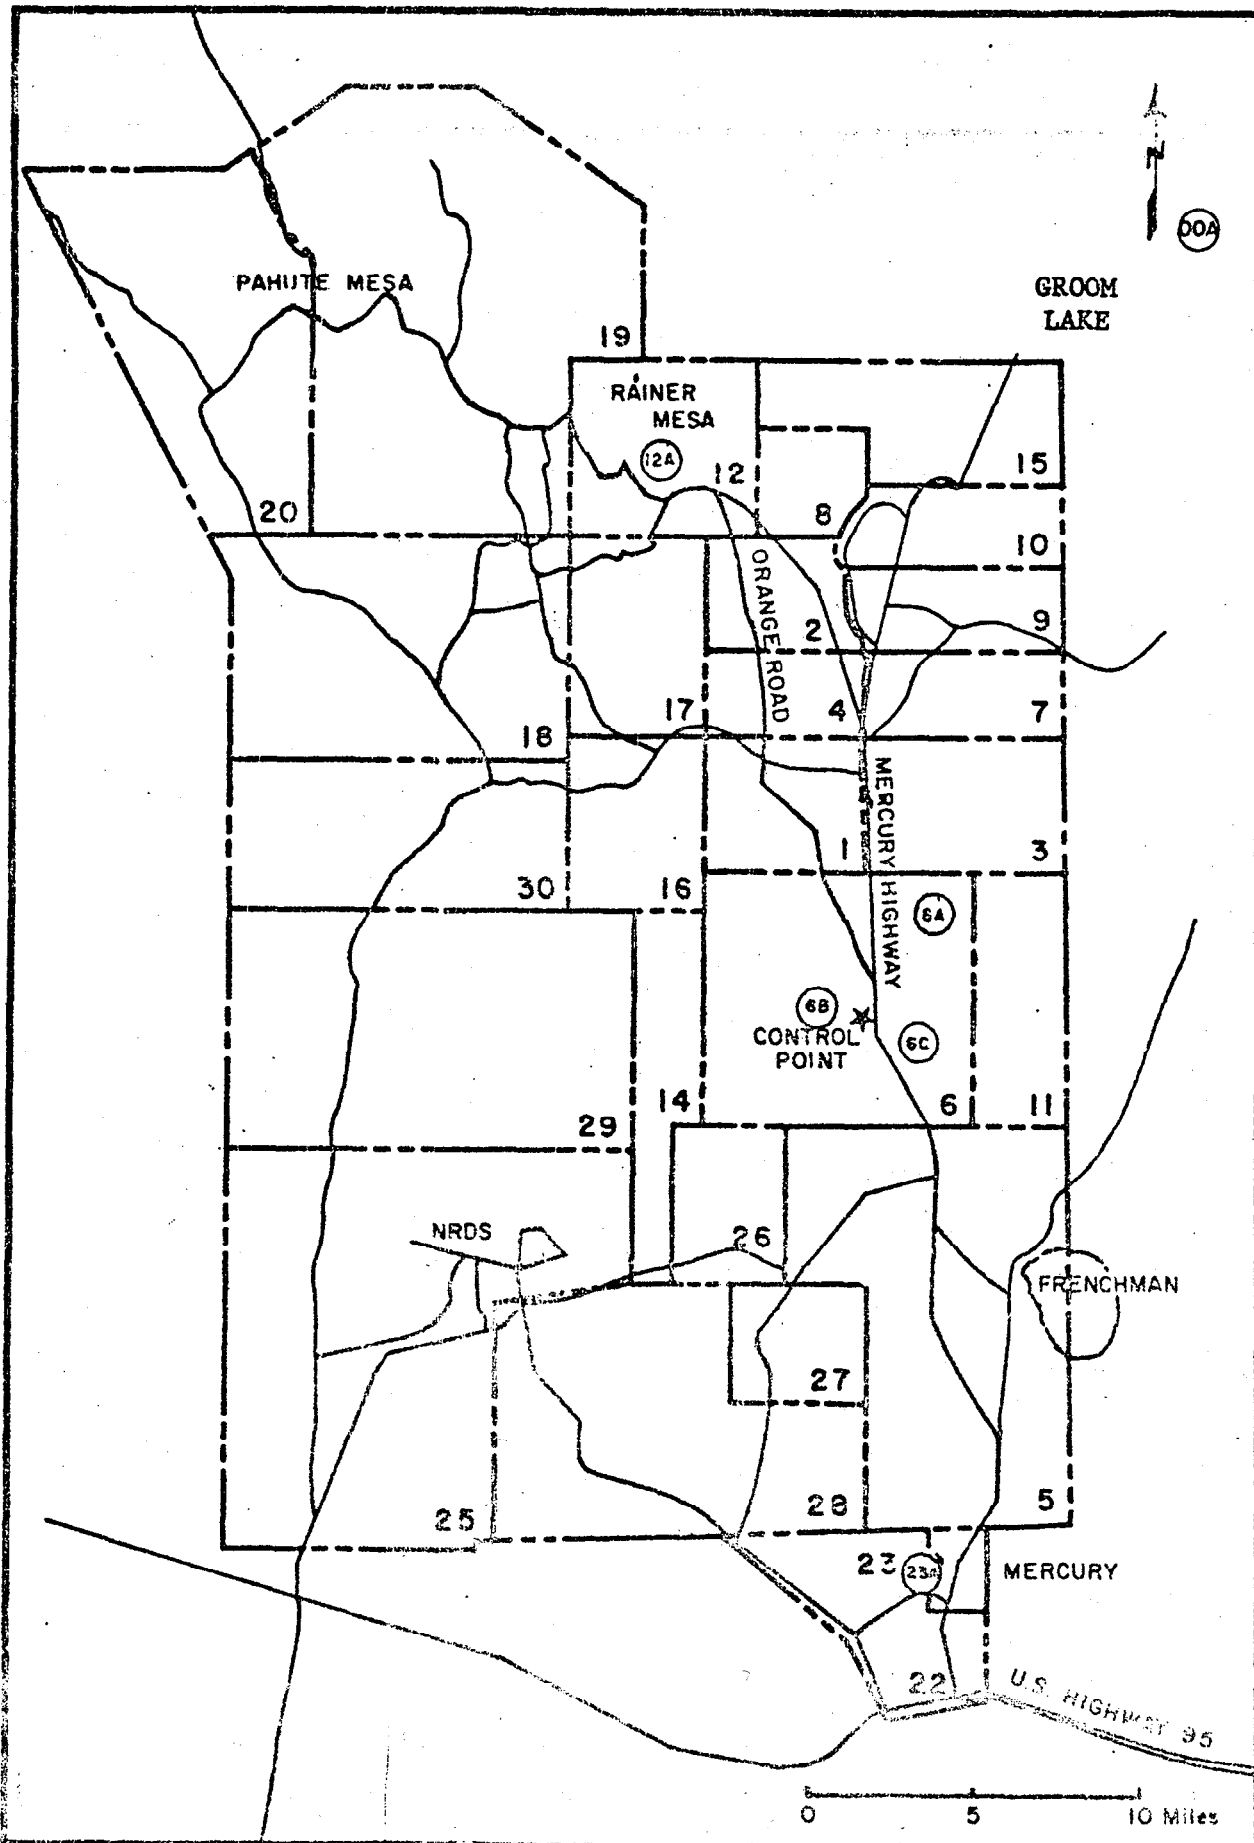 N
00A
GROOM
LAKE
PAHUTE MESA
19
RAINER
MESA
12A
12
15
20
8
10
ORANGE ROAD
2
9
17
4
7
18
MERCURY HIGHWAY
1
3
30
16
6A
6B
CONTROL
POINT
6C
14
6
11
29
NRDS
26
FRENCHMAN
27
25
28
5
23
23A
MERCURY
22
U.S. HIGHWAY 95
0
5
10 Miles